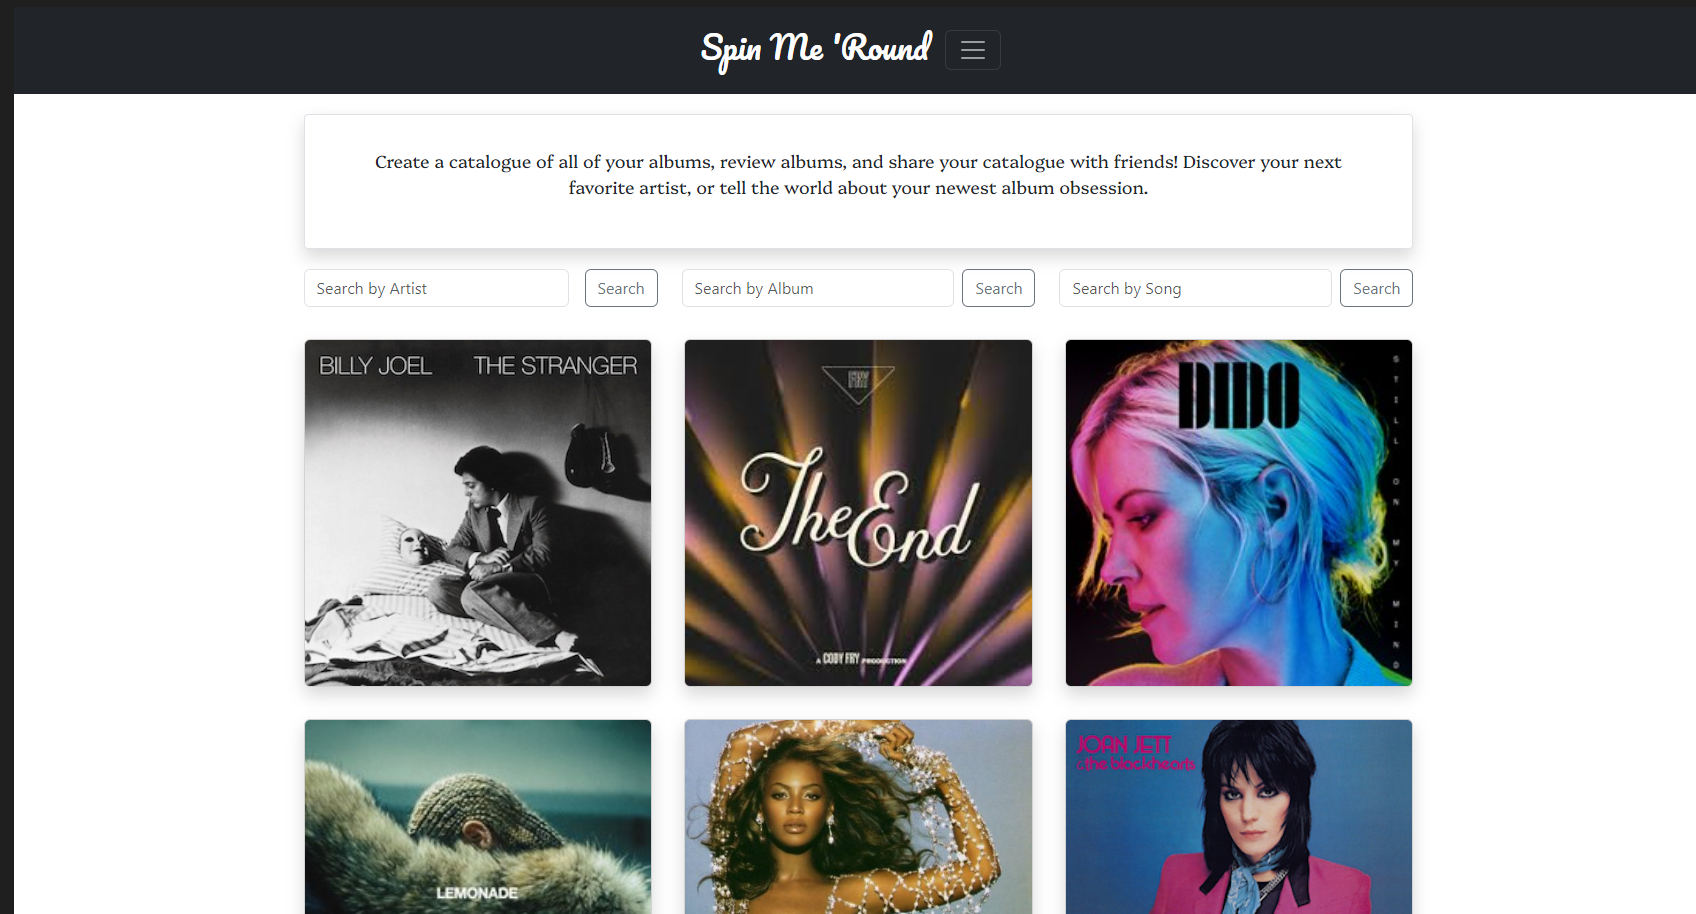 Spin Me 'Round
Create a catalogue of all of your albums, review albums, and share your catalogue with friends! Discover your next
favorite artist, or tell the world about your newest album obsession.
Search by Artist
Search
Search by Album
Search
Search by Song
Search
BILLY JOEL THE STRANGER
FRY
The End
A CODY FRY PRODUCTION
DIDO
STILL ON MY MIND
LEMONADE
JOAN JETT
& the blackhearts